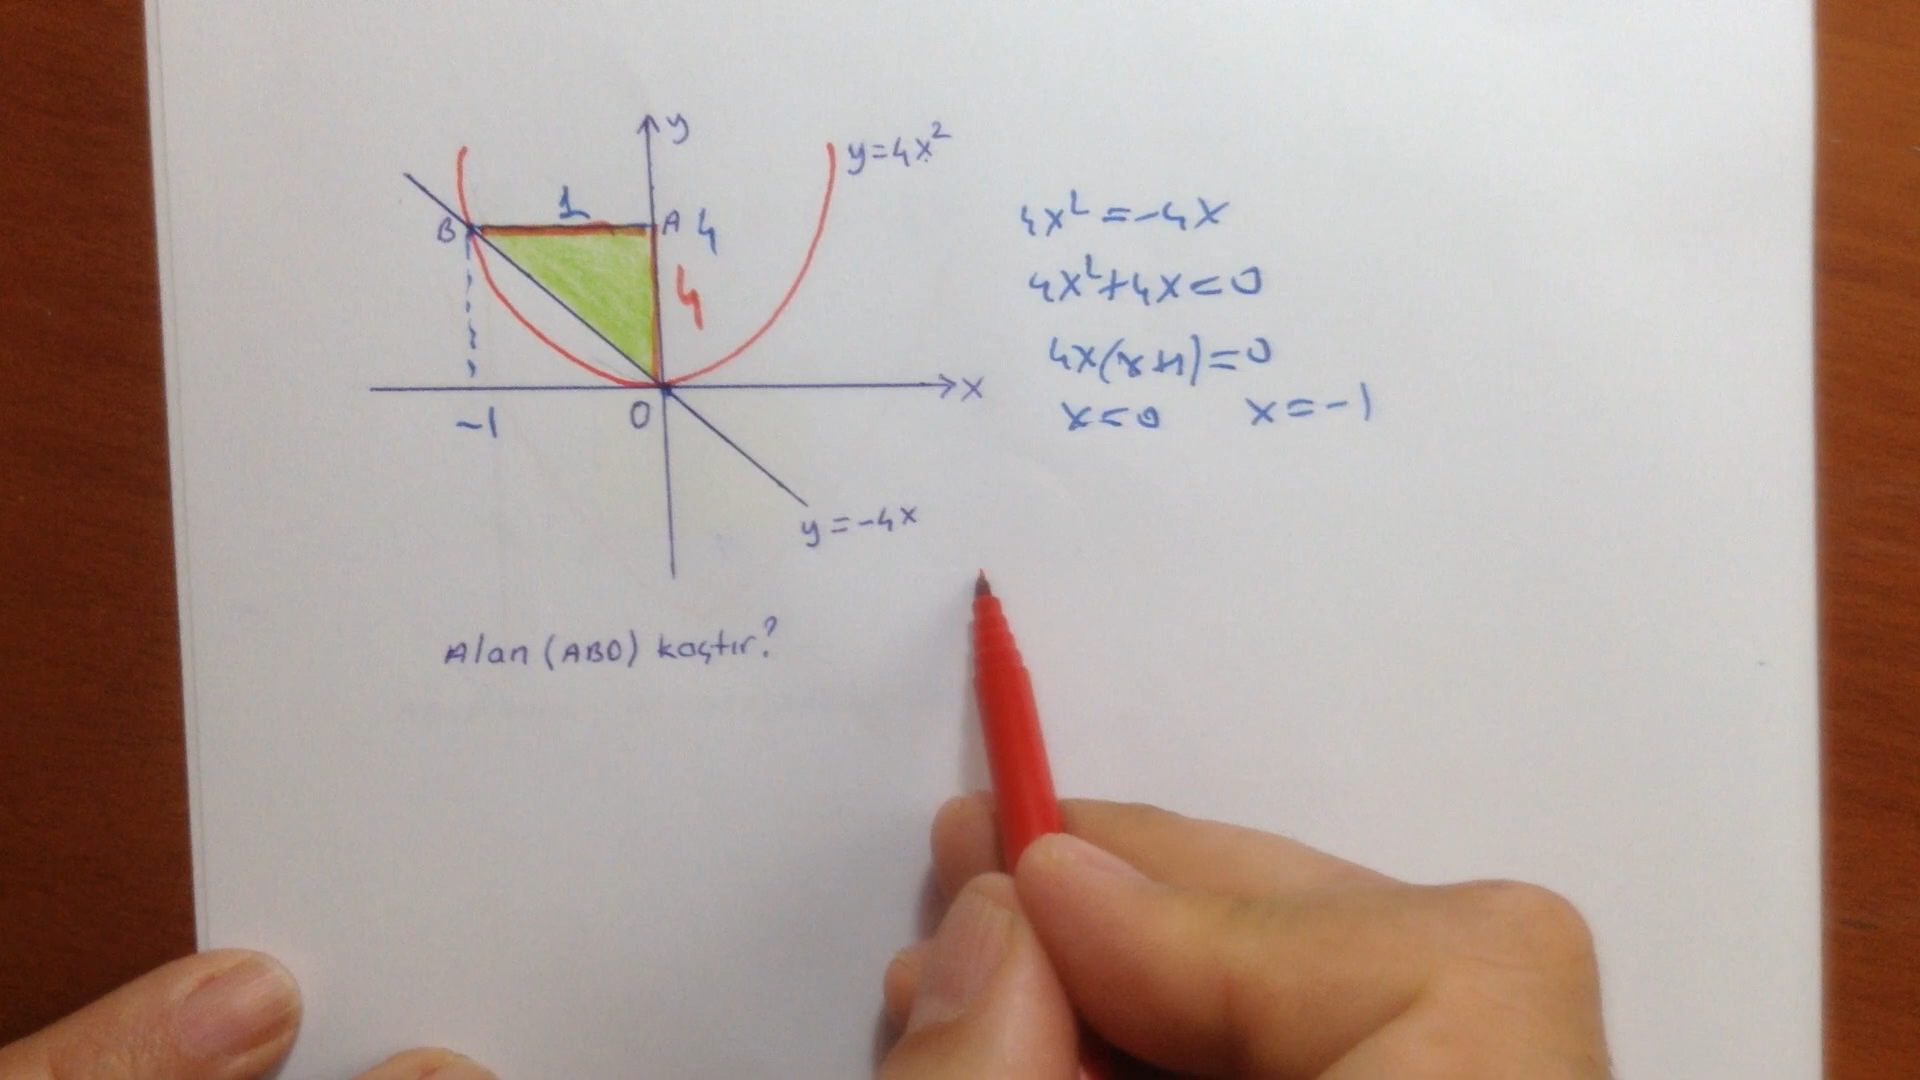 y
y=4x²
1
B
A 4
4
-1
O
x
y=-4x
4x²=-4x
4x²+4x=0
4x(x+1)=0
x=0 x=-1
Alan (ABO) kaçtır?